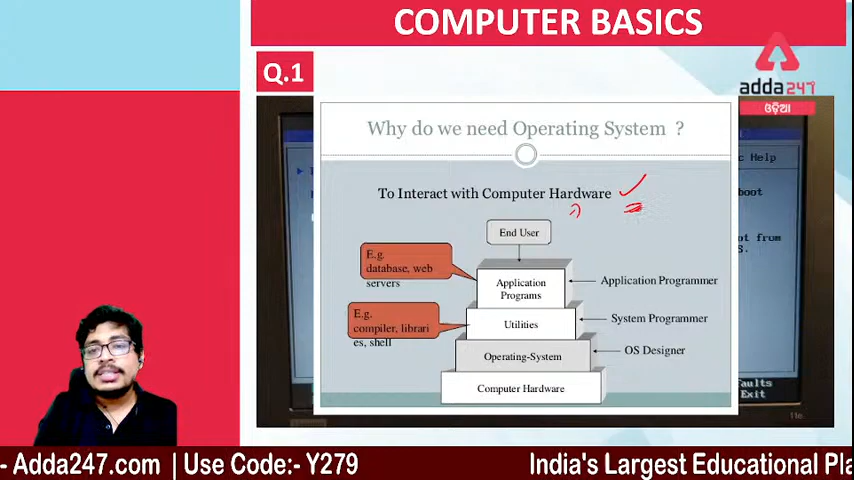 COMPUTER BASICS
Q.1
adda247
ଓଡ଼ିଆ
Why do we need Operating System ?
c Help
boot
ot from
S.
To Interact with Computer Hardware
End User
E.g.
database, web
servers
Application
Programs
Application Programmer
E.g.
compiler, librari
es, shell
Utilities
System Programmer
Operating-System
OS Designer
Computer Hardware
faults
Exit
- Adda247.com | Use Code:- Y279
India's Largest Educational Pla